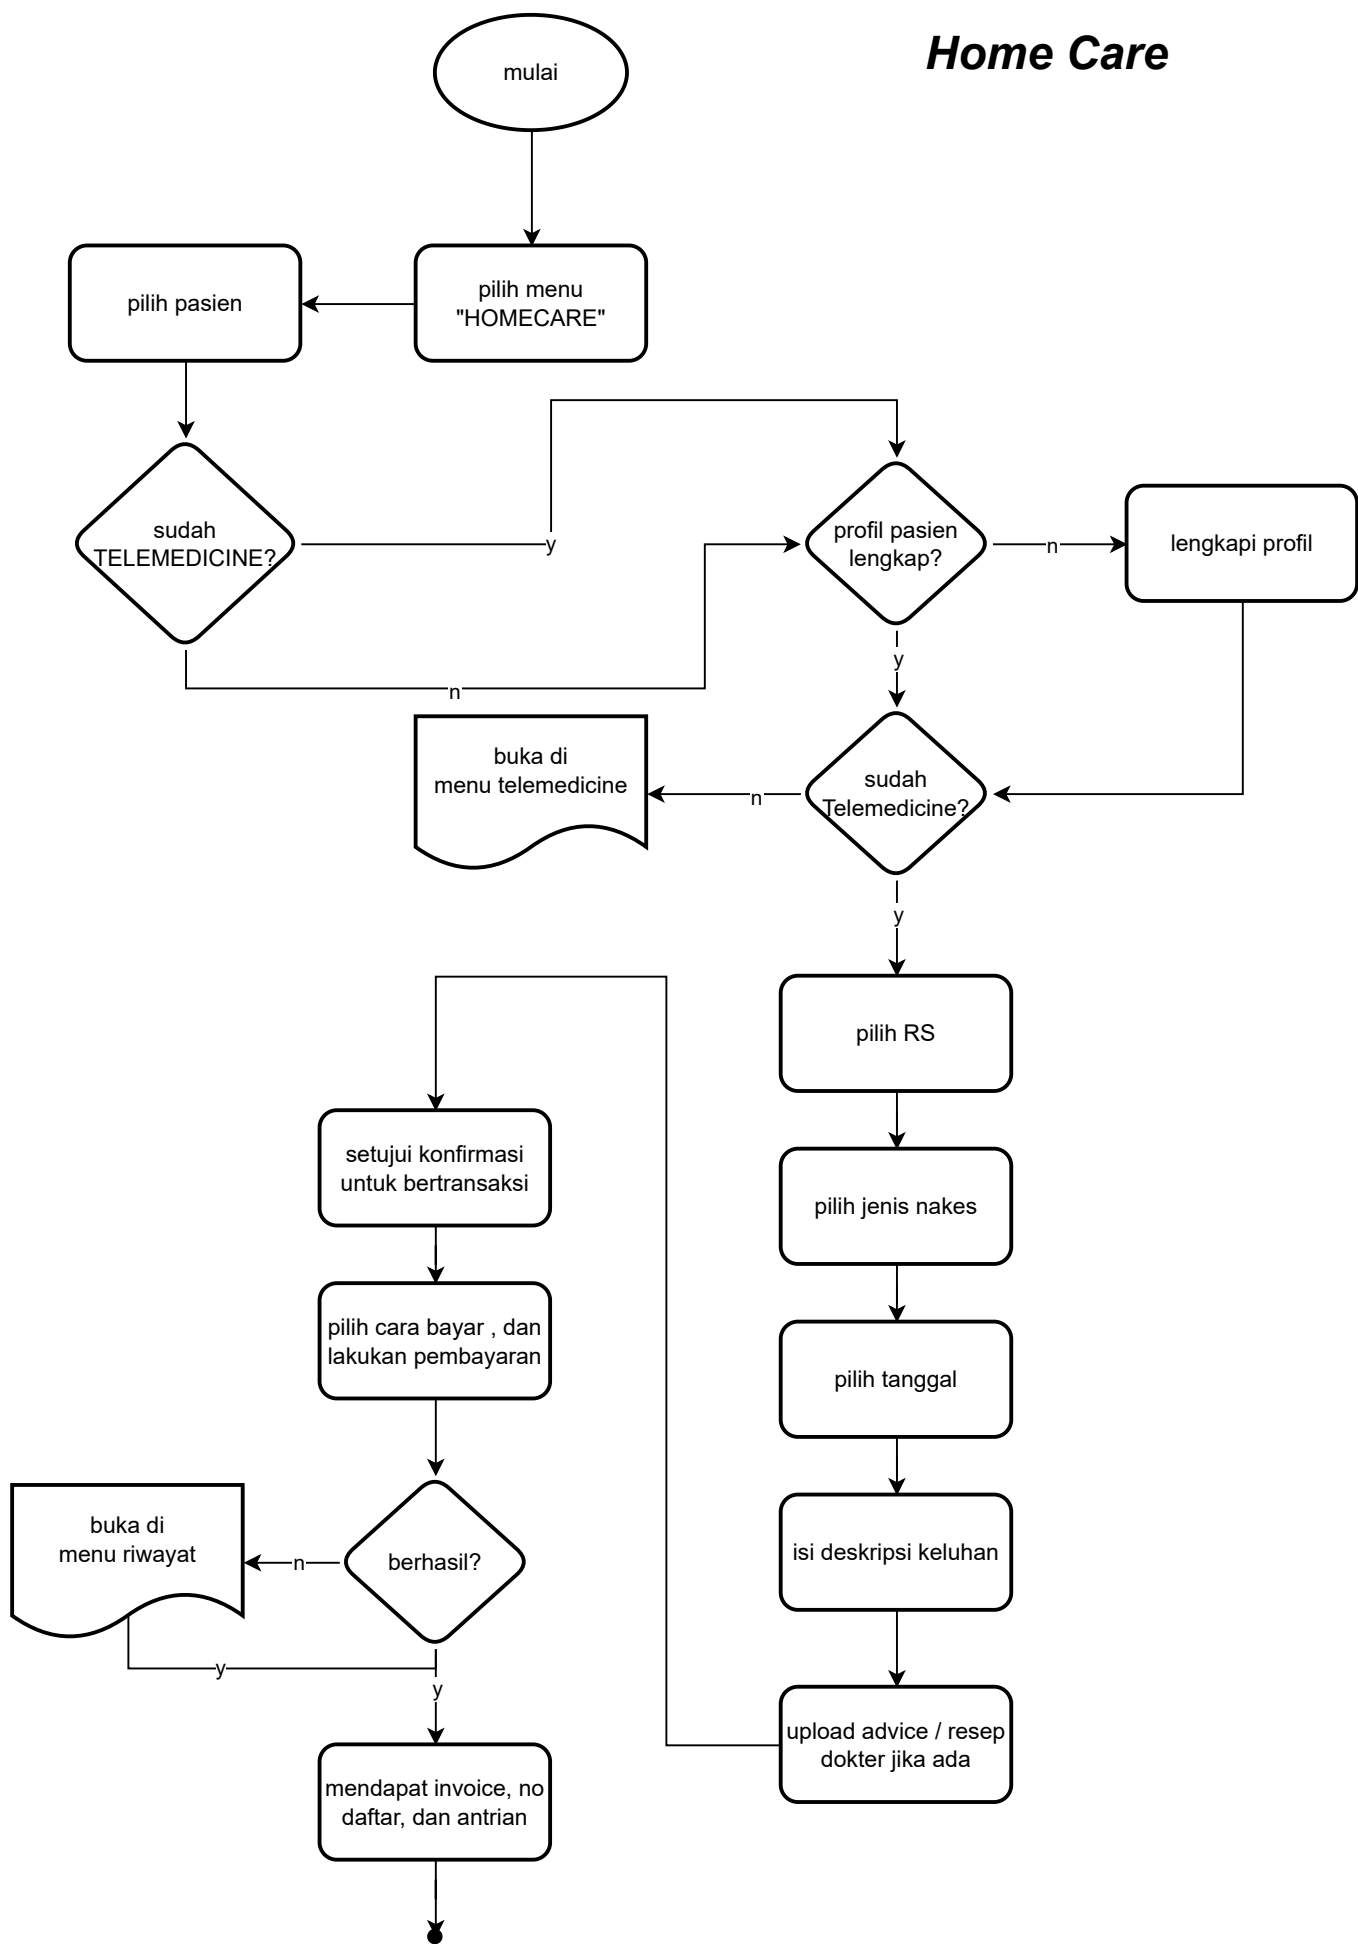 Home Care
mulai
pilih menu
"HOMECARE"
pilih pasien
sudah
TELEMEDICINE?
y
n
profil pasien
lengkap?
n
lengkapi profil
y
sudah
Telemedicine?
n
buka di
menu telemedicine
y
pilih RS
pilih jenis nakes
pilih tanggal
isi deskripsi keluhan
upload advice / resep
dokter jika ada
setujui konfirmasi
untuk bertransaksi
pilih cara bayar , dan
lakukan pembayaran
berhasil?
n
buka di
menu riwayat
y
y
mendapat invoice, no
daftar, dan antrian